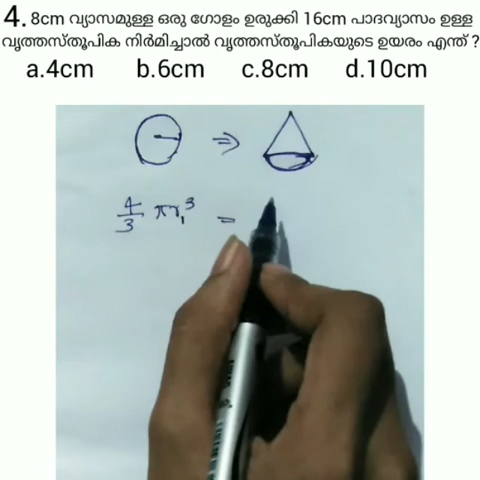 4. 8cm വ്യാസമുള്ള ഒരു ഗോളം ഉരുക്കി 16cm പാദവ്യാസം ഉള്ള
വൃത്തസ്തൂപിക നിർമിച്ചാൽ വൃത്തസ്തൂപികയുടെ ഉയരം എന്ത് ?
a.4cm b.6cm c.8cm d.10cm
4/3 πr₁³ =